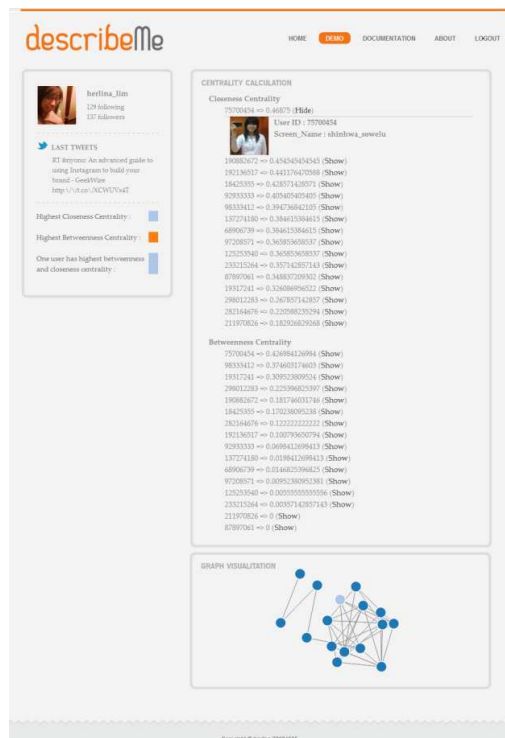 describeMe
HOME DEMO DOCUMENTATION ABOUT LOGOUT
herlina_lim
129 following
137 followers
LAST TWEETS
RT @ryono: An advanced guide to
using Instagram to build your
brand - GeekWire
Highest Closeness Centrality :
Highest Betweenness Centrality :
One user has highest betweenness
and closeness centrality :
CENTRALITY CALCULATION
Closeness Centrality
75700454 => 0.46875 (Hide)
User ID : 75700454
Screen_Name : shinhwa_sowelu
190882672 => 0.454545454545 (Show)
192136517 => 0.441176470588 (Show)
18425355 => 0.428571428571 (Show)
92933333 => 0.405405405405 (Show)
98333412 => 0.394736842105 (Show)
137274180 => 0.384615384615 (Show)
68906739 => 0.384615384615 (Show)
97208571 => 0.365853658537 (Show)
125253540 => 0.365853658537 (Show)
233215264 => 0.357142857143 (Show)
87897061 => 0.348837209302 (Show)
19317241 => 0.326086956522 (Show)
298012283 => 0.267857142857 (Show)
282164676 => 0.220588235294 (Show)
211970826 => 0.182926829268 (Show)
Betweenness Centrality
75700454 => 0.426984126984 (Show)
98333412 => 0.374603174603 (Show)
19317241 => 0.309523809524 (Show)
298012283 => 0.225396825397 (Show)
190882672 => 0.181746031746 (Show)
18425355 => 0.170238095238 (Show)
282164676 => 0.122222222222 (Show)
192136517 => 0.100793650794 (Show)
92933333 => 0.0698412698413 (Show)
137274180 => 0.0198412698413 (Show)
68906739 => 0.0146825396825 (Show)
97208571 => 0.00952380952381 (Show)
125253540 => 0.00555555555556 (Show)
233215264 => 0.00357142857143 (Show)
211970826 => 0 (Show)
87897061 => 0 (Show)
GRAPH VISUALITATION